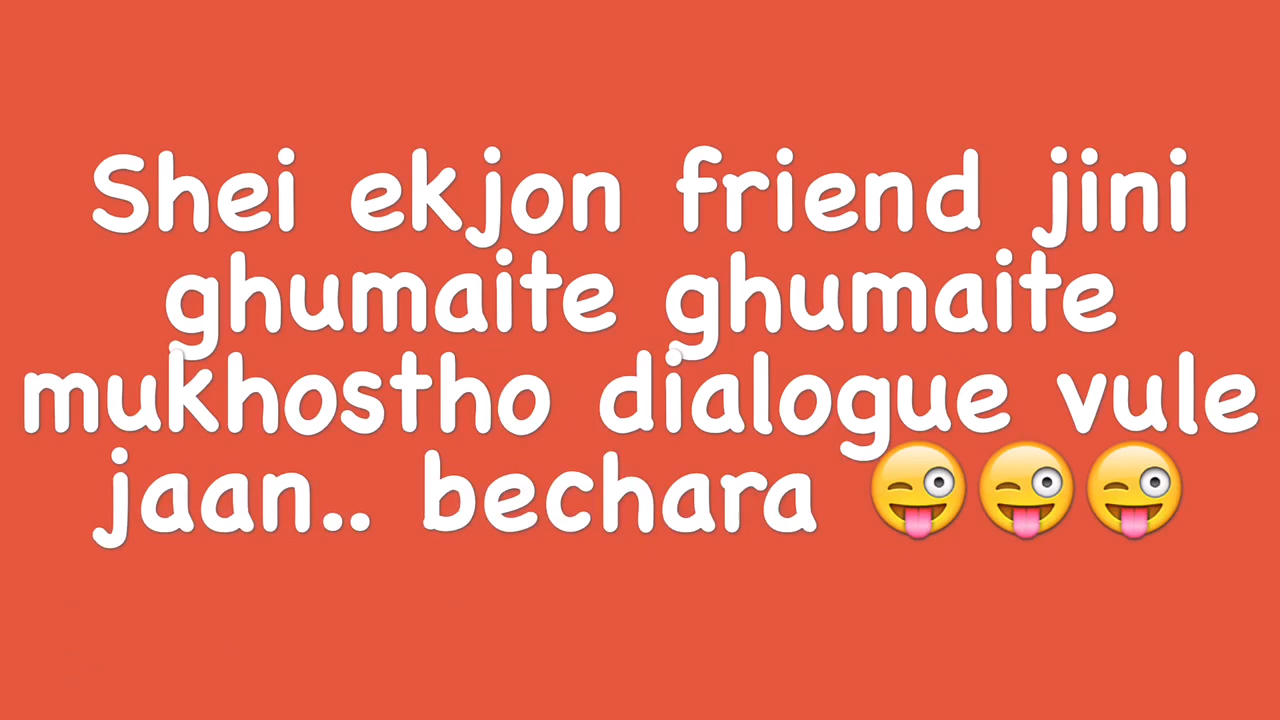 Shei ekjon friend jini
ghumaite ghumaite
mukhostho dialogue vule
jaan.. bechara 😜😜😜